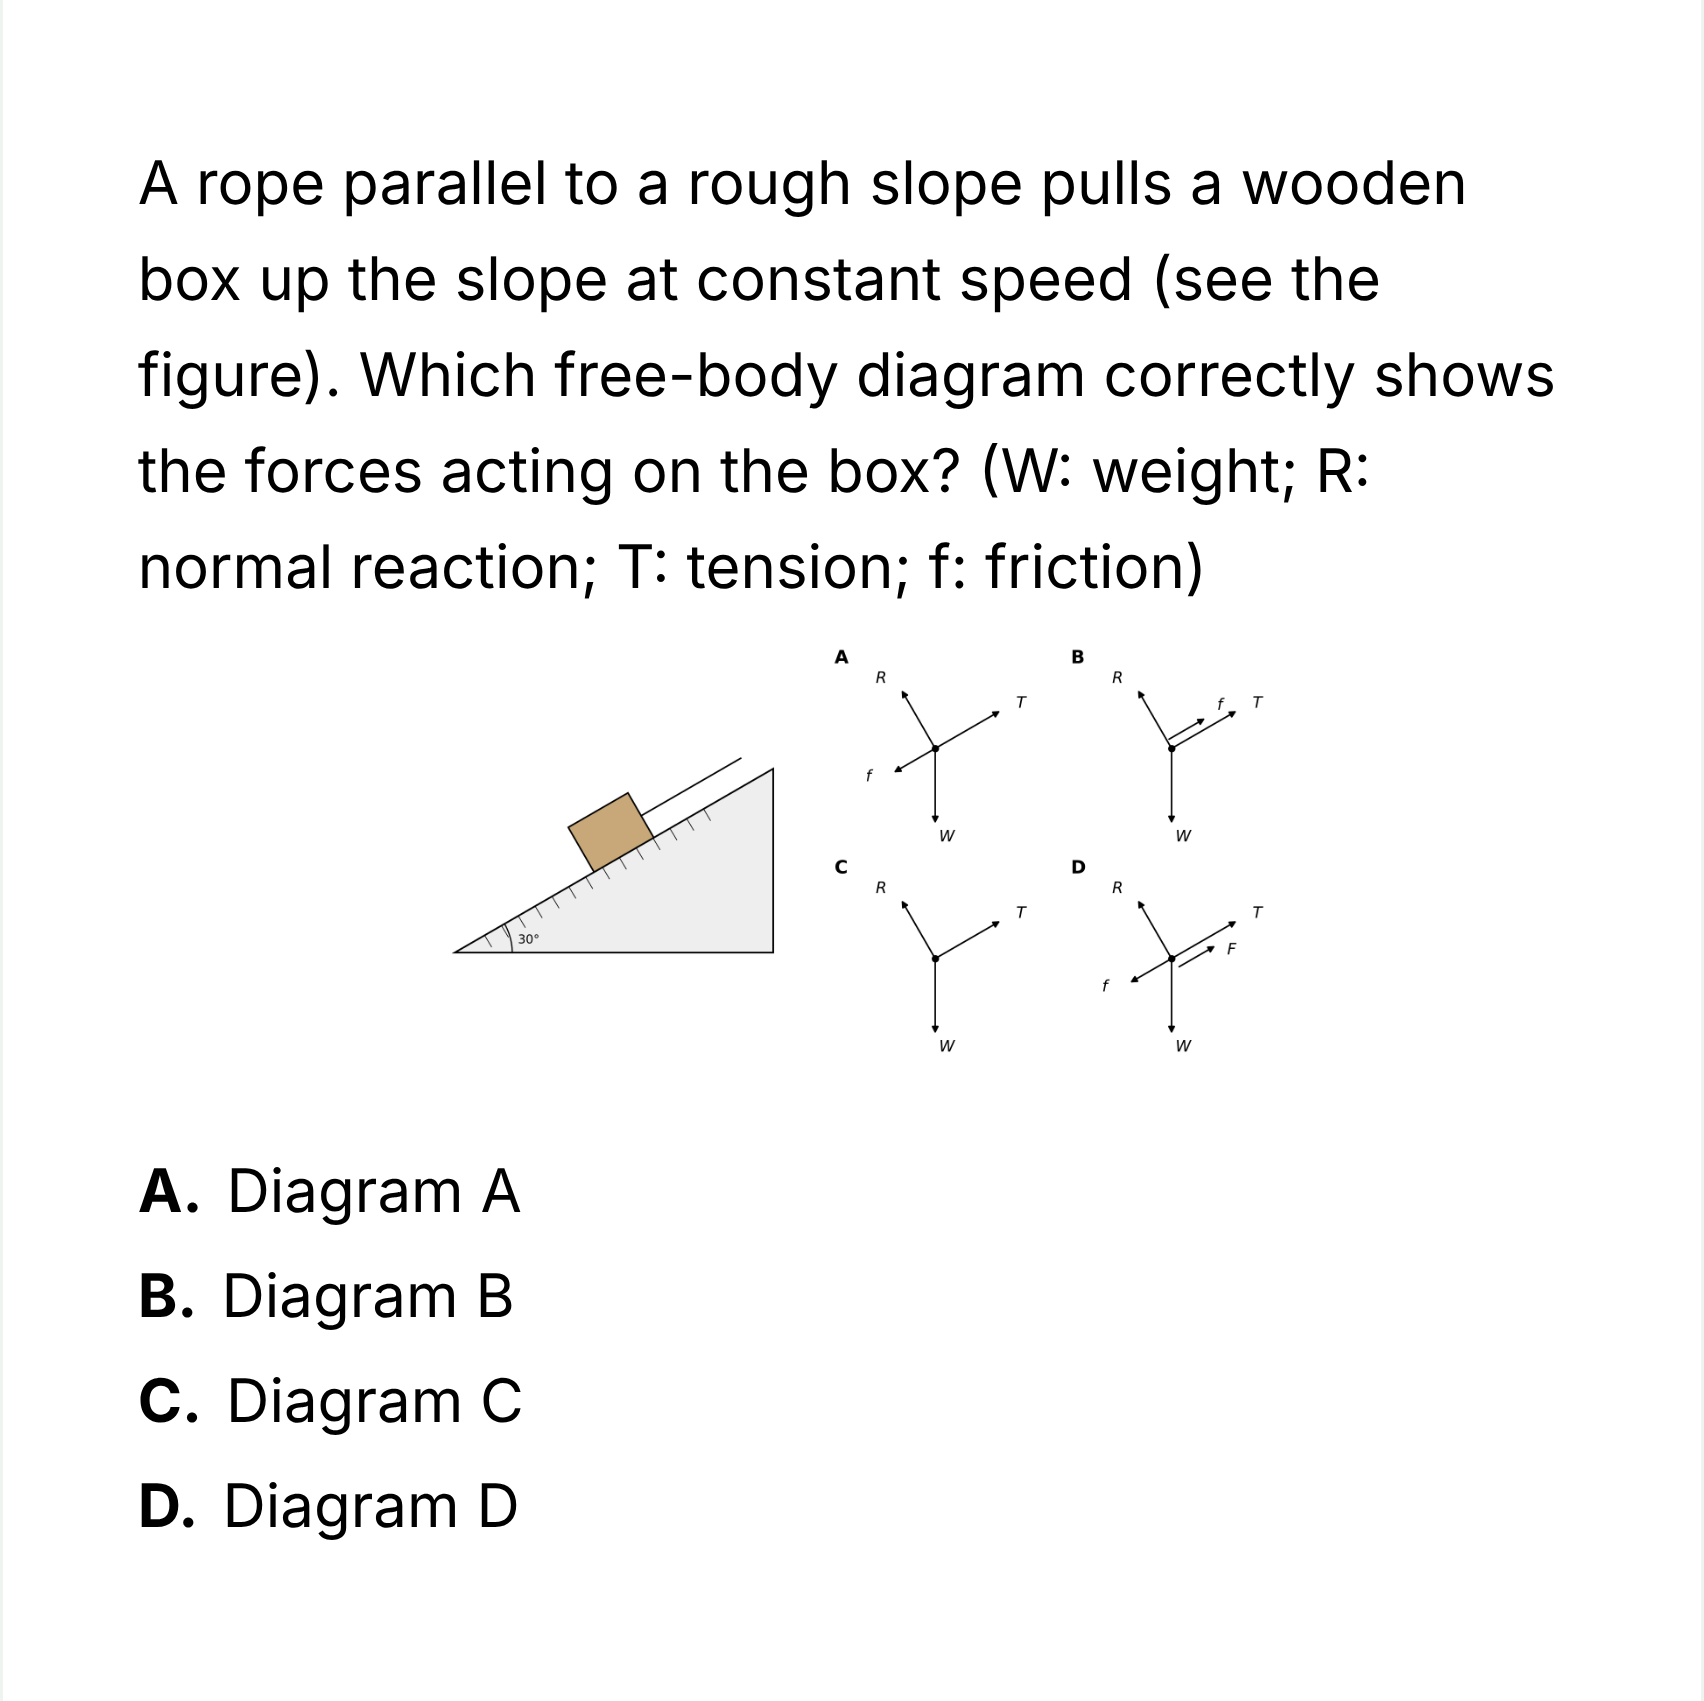 A rope parallel to a rough slope pulls a wooden
box up the slope at constant speed (see the
figure). Which free-body diagram correctly shows
the forces acting on the box? (W: weight; R:
normal reaction; T: tension; f: friction)
A
R
T
f
W
B
R
f
T
W
30°
C
R
T
W
D
R
T
F
f
W
A. Diagram A
B. Diagram B
C. Diagram C
D. Diagram D